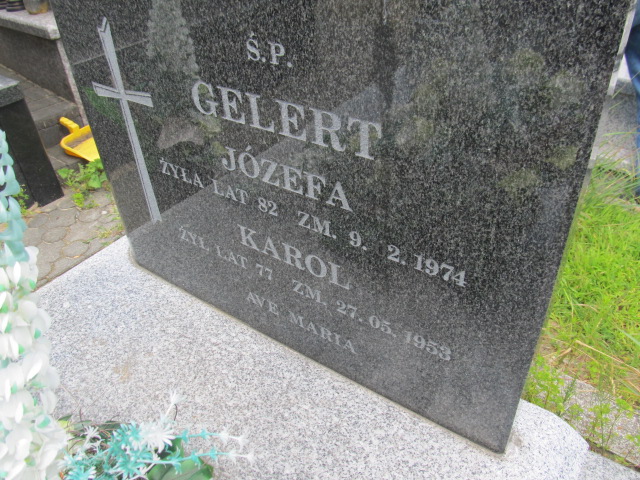 Ś.P.
GELERT
JÓZEFA
ŻYŁA LAT 82 ZM. 9. 2. 1974
KAROL
ŻYŁ LAT 77 ZM. 27. 05. 1953
AVE MARIA